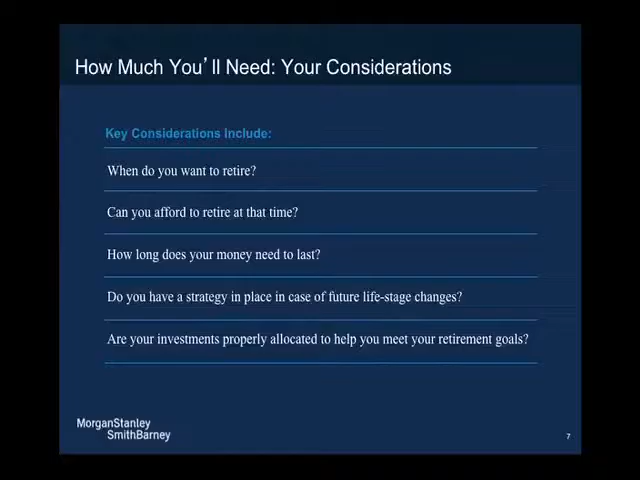 How Much You’ll Need: Your Considerations
Key Considerations Include:
When do you want to retire?
Can you afford to retire at that time?
How long does your money need to last?
Do you have a strategy in place in case of future life-stage changes?
Are your investments properly allocated to help you meet your retirement goals?
MorganStanley
SmithBarney
7